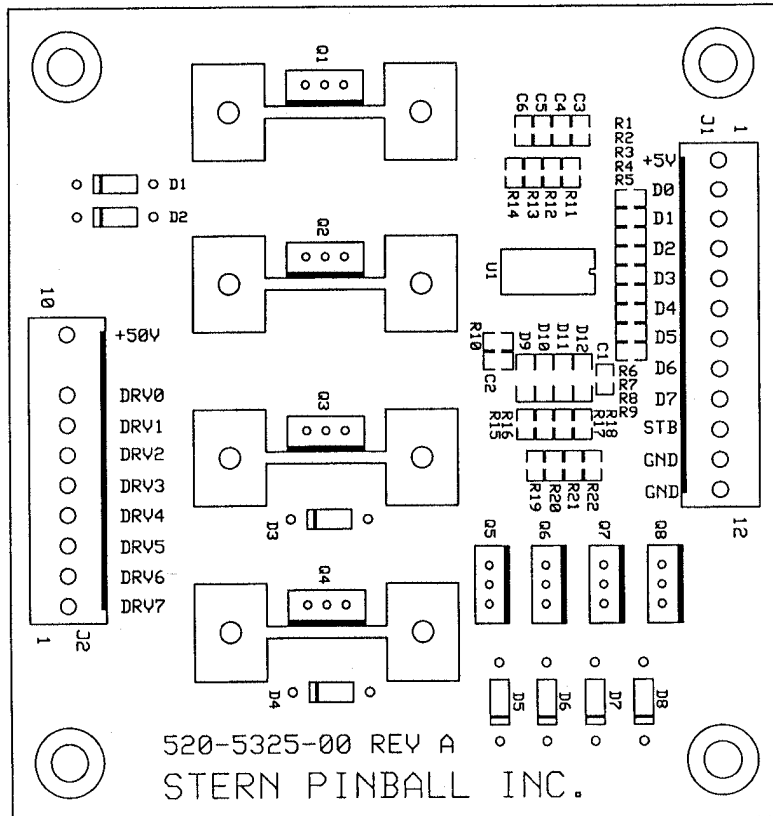 Q1
C6
C5
C4
C3
R1
R2
R3
R4
R5
J1
1
+5V
D0
D1
D2
D3
D4
D5
D6
D7
STB
GND
GND
12
D1
D2
R14
R13
R12
R11
Q2
U1
10
+50V
DRV0
DRV1
DRV2
DRV3
DRV4
DRV5
DRV6
DRV7
1
J2
R10
C2
D9
D10
D11
D12
C1
R6
R7
R8
R9
Q3
R15
R16
R17
R18
R19
R20
R21
R22
D3
Q4
Q5
Q6
Q7
Q8
D4
D5
D6
D7
D8
520-5325-00 REV A
STERN PINBALL INC.